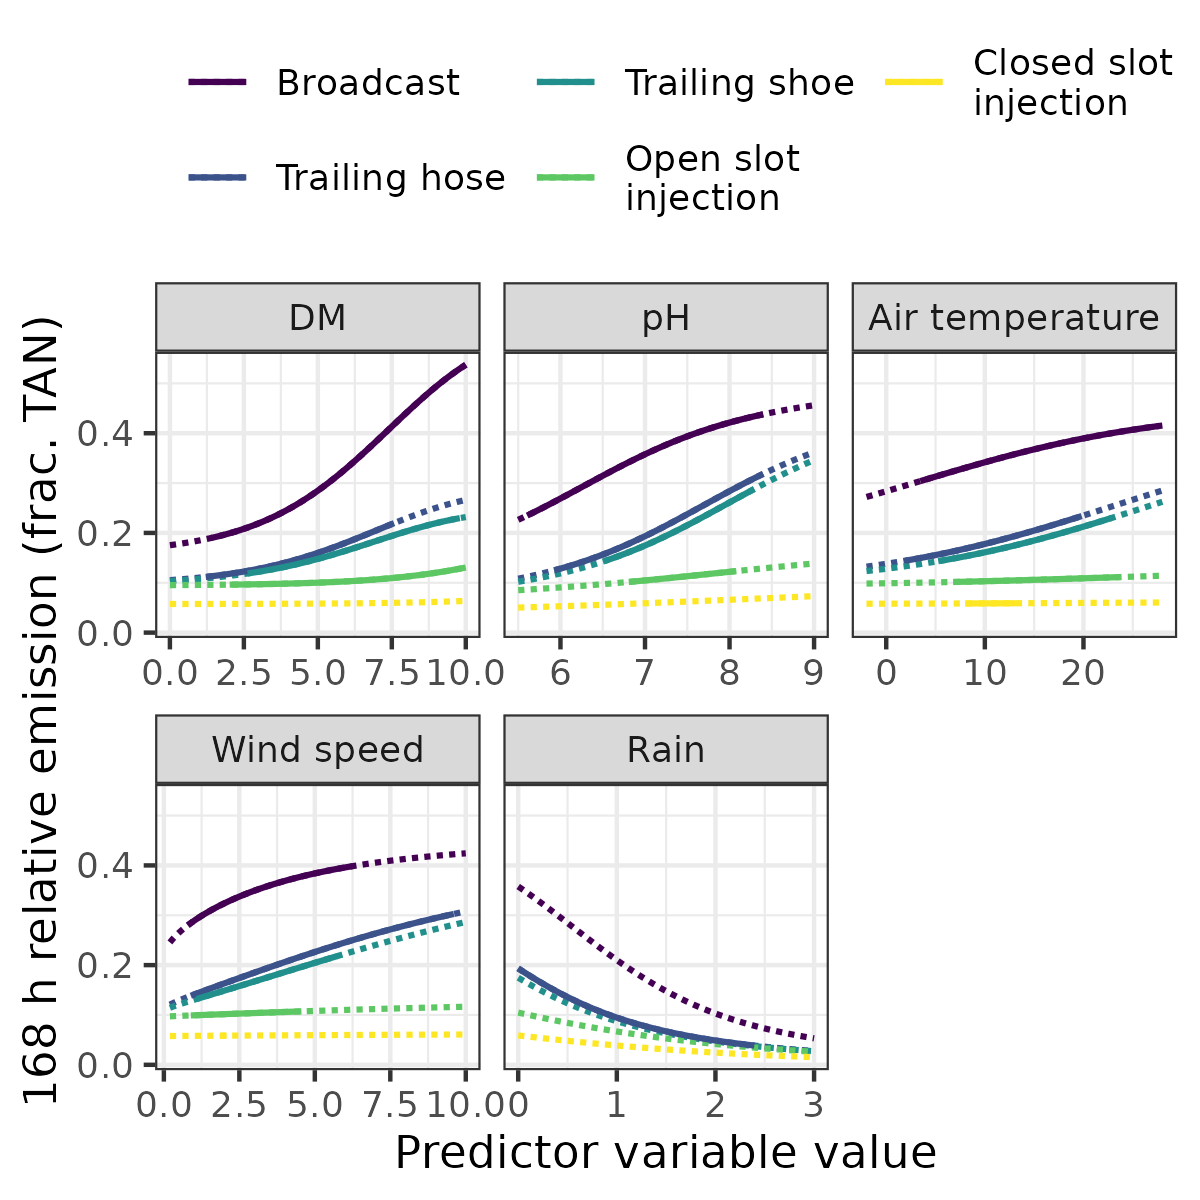 Broadcast
Trailing shoe
Closed slot
injection
Trailing hose
Open slot
injection
168 h relative emission (frac. TAN)
DM
pH
Air temperature
0.4
0.2
0.0
0.0 2.5 5.0 7.5 10.0
6 7 8 9
0 10 20
Wind speed
Rain
0.4
0.2
0.0
0.0 2.5 5.0 7.5 10.0
0 1 2 3
Predictor variable value